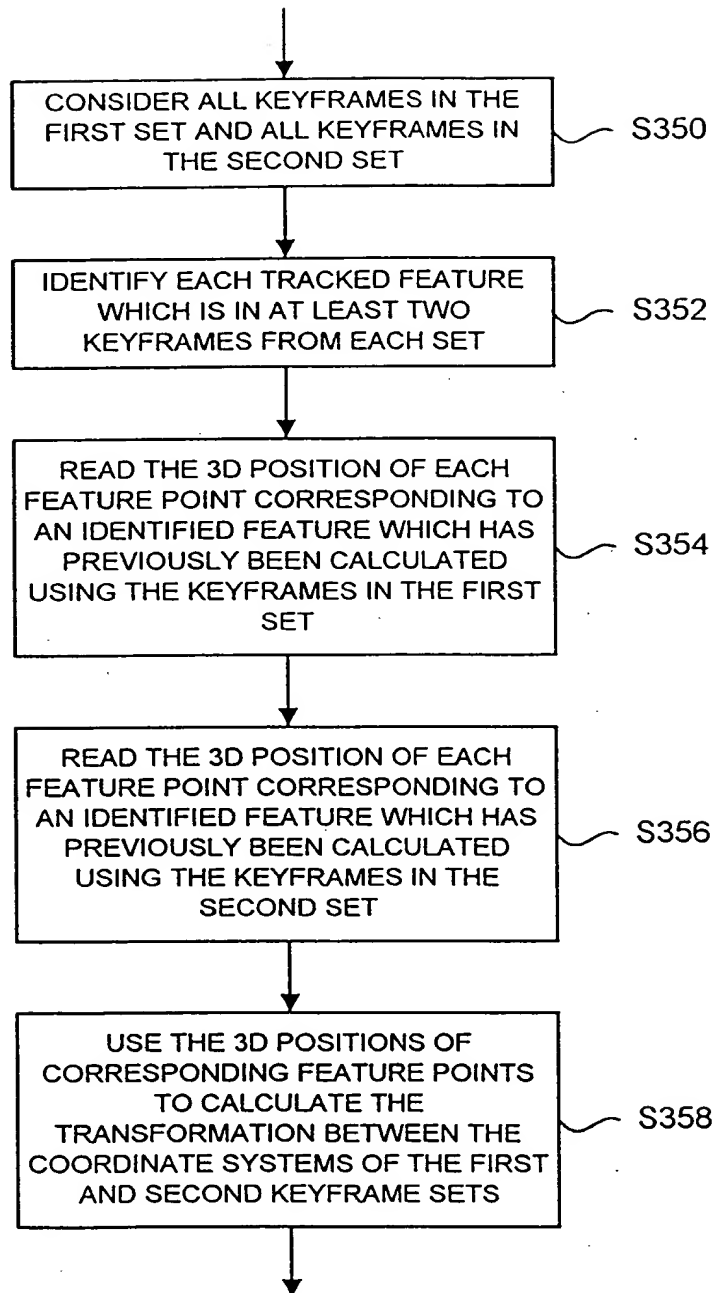 CONSIDER ALL KEYFRAMES IN THE
FIRST SET AND ALL KEYFRAMES IN
THE SECOND SET
S350
IDENTIFY EACH TRACKED FEATURE
WHICH IS IN AT LEAST TWO
KEYFRAMES FROM EACH SET
S352
READ THE 3D POSITION OF EACH
FEATURE POINT CORRESPONDING TO
AN IDENTIFIED FEATURE WHICH HAS
PREVIOUSLY BEEN CALCULATED
USING THE KEYFRAMES IN THE FIRST
SET
S354
READ THE 3D POSITION OF EACH
FEATURE POINT CORRESPONDING TO
AN IDENTIFIED FEATURE WHICH HAS
PREVIOUSLY BEEN CALCULATED
USING THE KEYFRAMES IN THE
SECOND SET
S356
USE THE 3D POSITIONS OF
CORRESPONDING FEATURE POINTS
TO CALCULATE THE
TRANSFORMATION BETWEEN THE
COORDINATE SYSTEMS OF THE FIRST
AND SECOND KEYFRAME SETS
S358